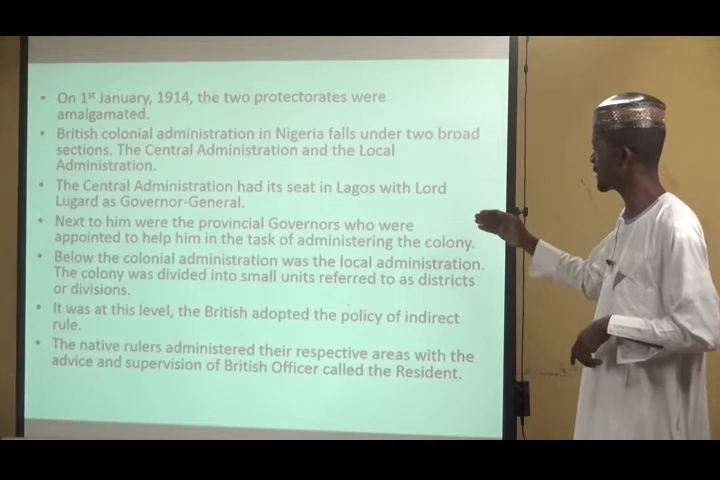 • On 1st January, 1914, the two protectorates were
amalgamated.
• British colonial administration in Nigeria falls under two broad
sections. The Central Administration and the Local
Administration.
• The Central Administration had its seat in Lagos with Lord
Lugard as Governor-General.
• Next to him were the provincial Governors who were
appointed to help him in the task of administering the colony.
• Below the colonial administration was the local administration.
The colony was divided into small units referred to as districts
or divisions.
• It was at this level, the British adopted the policy of indirect
rule.
• The native rulers administered their respective areas with the
advice and supervision of British Officer called the Resident.